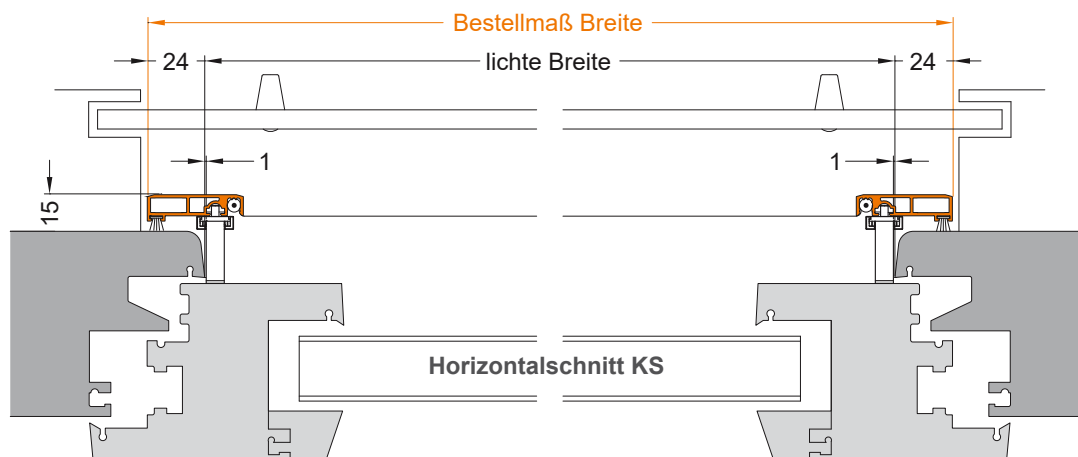 Bestellmaß Breite
24 lichte Breite 24
1 1
15
Horizontalschnitt KS